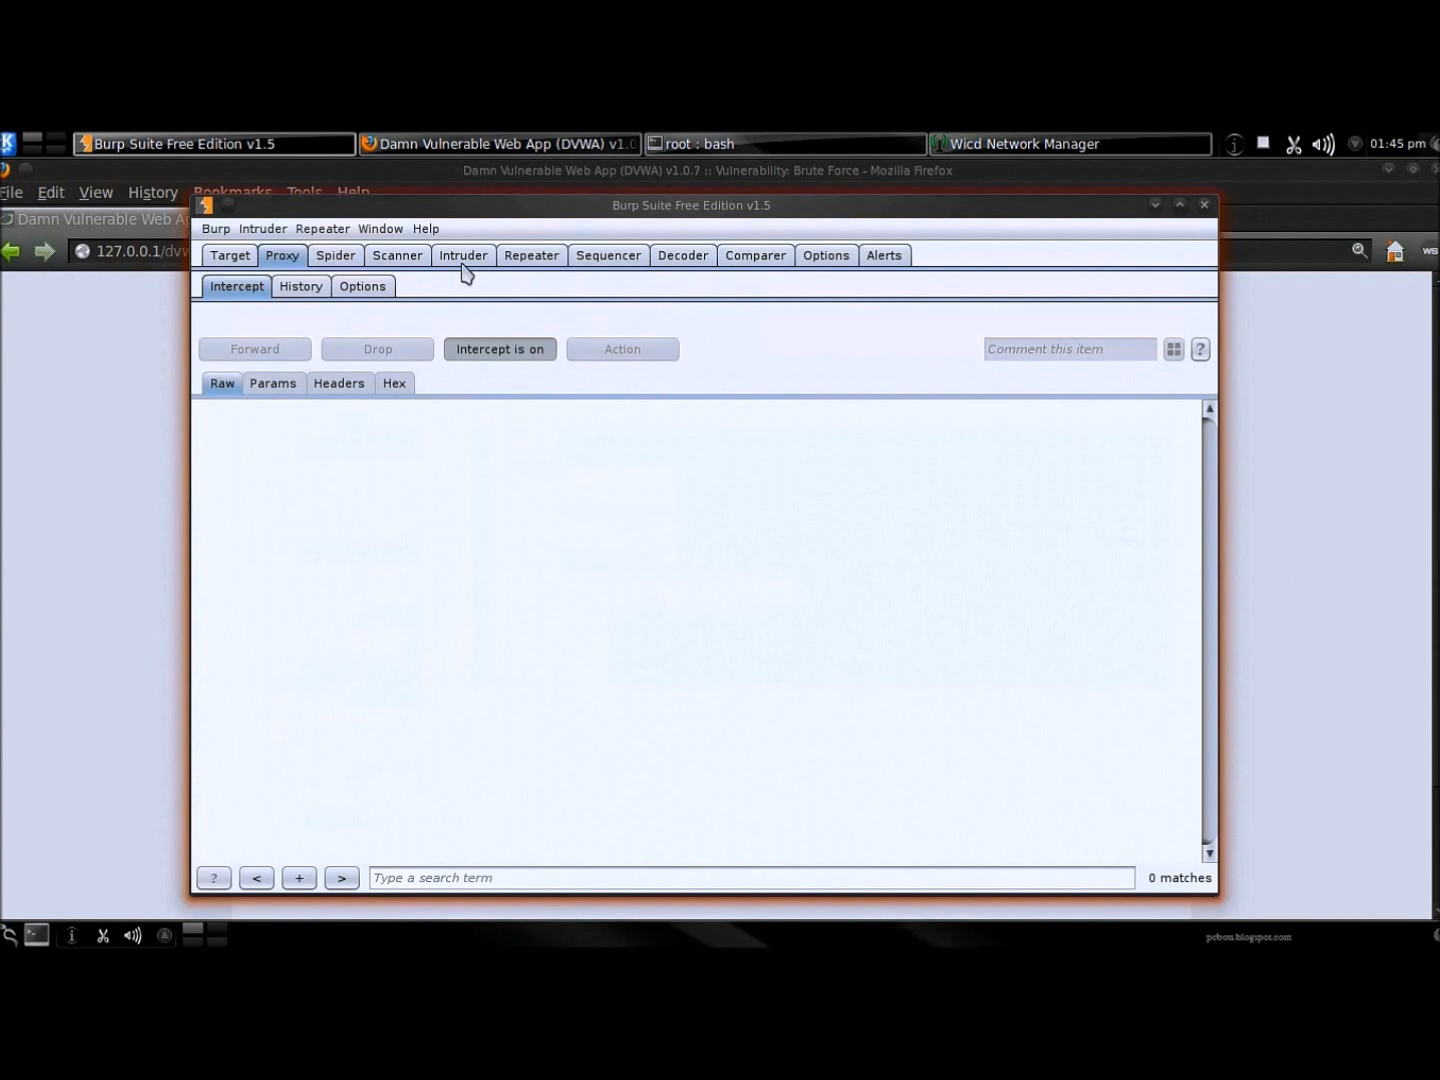 Burp Suite Free Edition v1.5
Damn Vulnerable Web App (DVWA) v1.0
root : bash
Wicd Network Manager
01:45 pm
Damn Vulnerable Web App (DVWA) v1.0.7 :: Vulnerability: Brute Force - Mozilla Firefox
File Edit View History Bookmarks Tools Help
Damn Vulnerable Web A
Burp Suite Free Edition v1.5
127.0.0.1/dvw
Burp Intruder Repeater Window Help
Target Proxy Spider Scanner Intruder Repeater Sequencer Decoder Comparer Options Alerts
Intercept History Options
Forward Drop Intercept is on Action Comment this item ?
Raw Params Headers Hex
? < + > Type a search term 0 matches
pcbon.blogspot.com